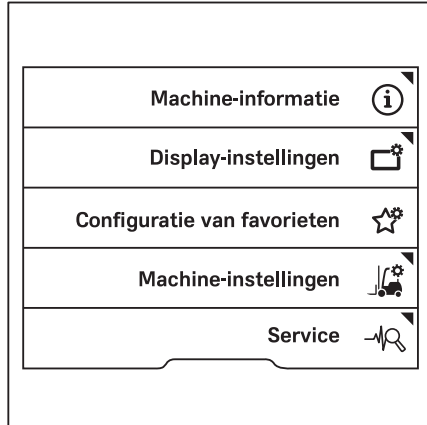 Machine-informatie
Display-instellingen
Configuratie van favorieten
Machine-instellingen
Service